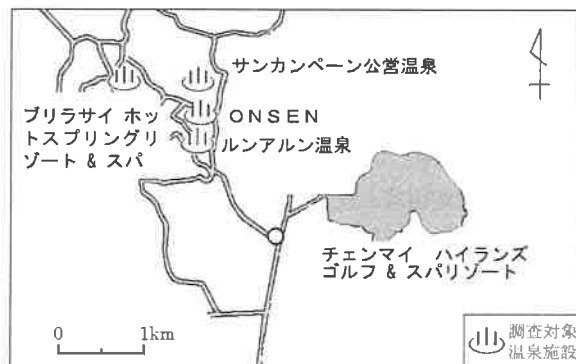 サンカンペーン公営温泉
ブリラサイ ホッ
トスプリングリ
ゾート & スパ
ONSEN
ルンアルン温泉
チェンマイ ハイランズ
ゴルフ & スパリゾート
0 1km
調査対象
温泉施設